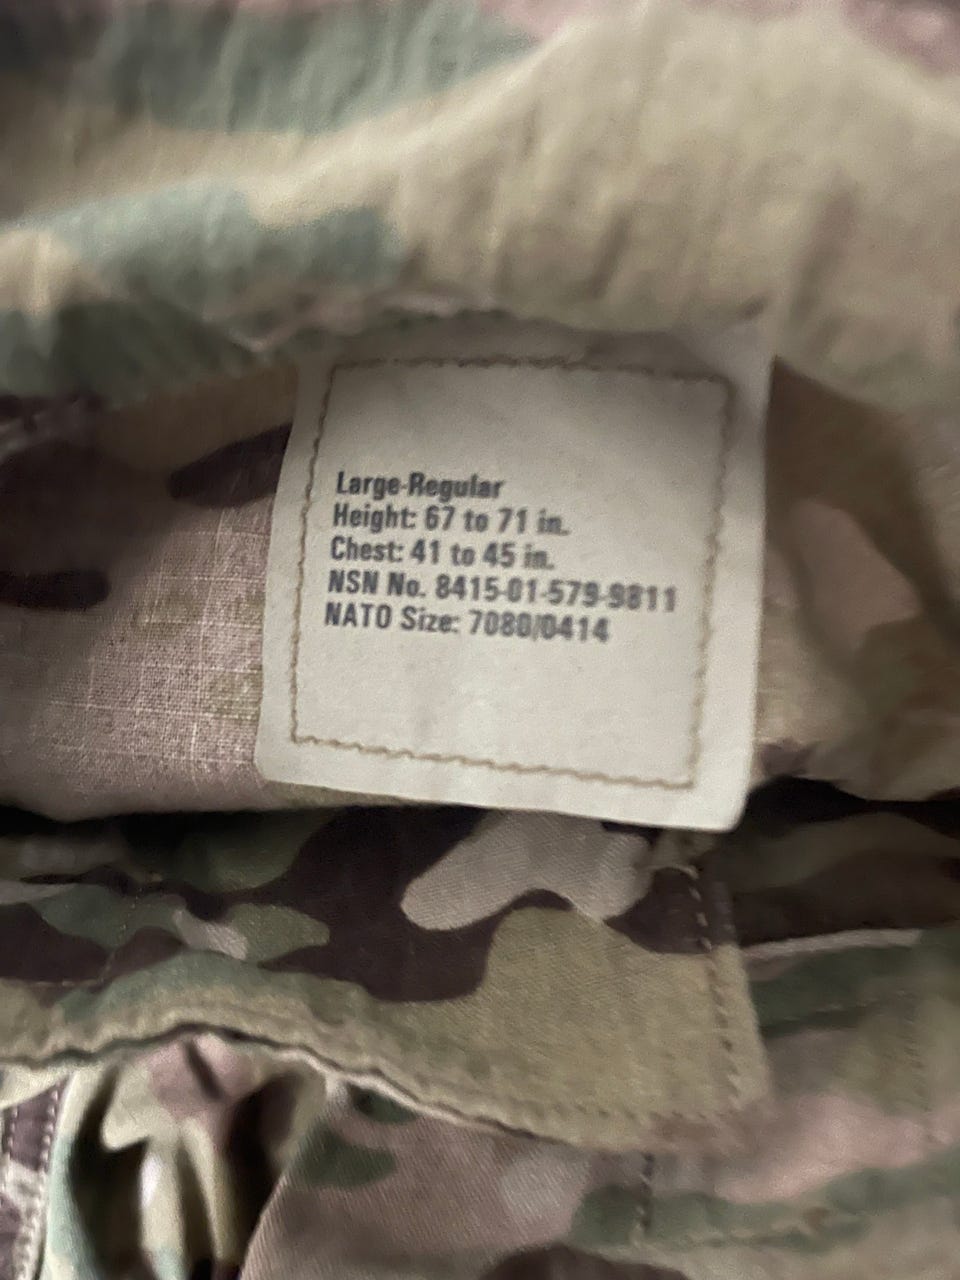 Large-Regular
Height: 67 to 71 in.
Chest: 41 to 45 in.
NSN No. 8415-01-579-9811
NATO Size: 7080/0414